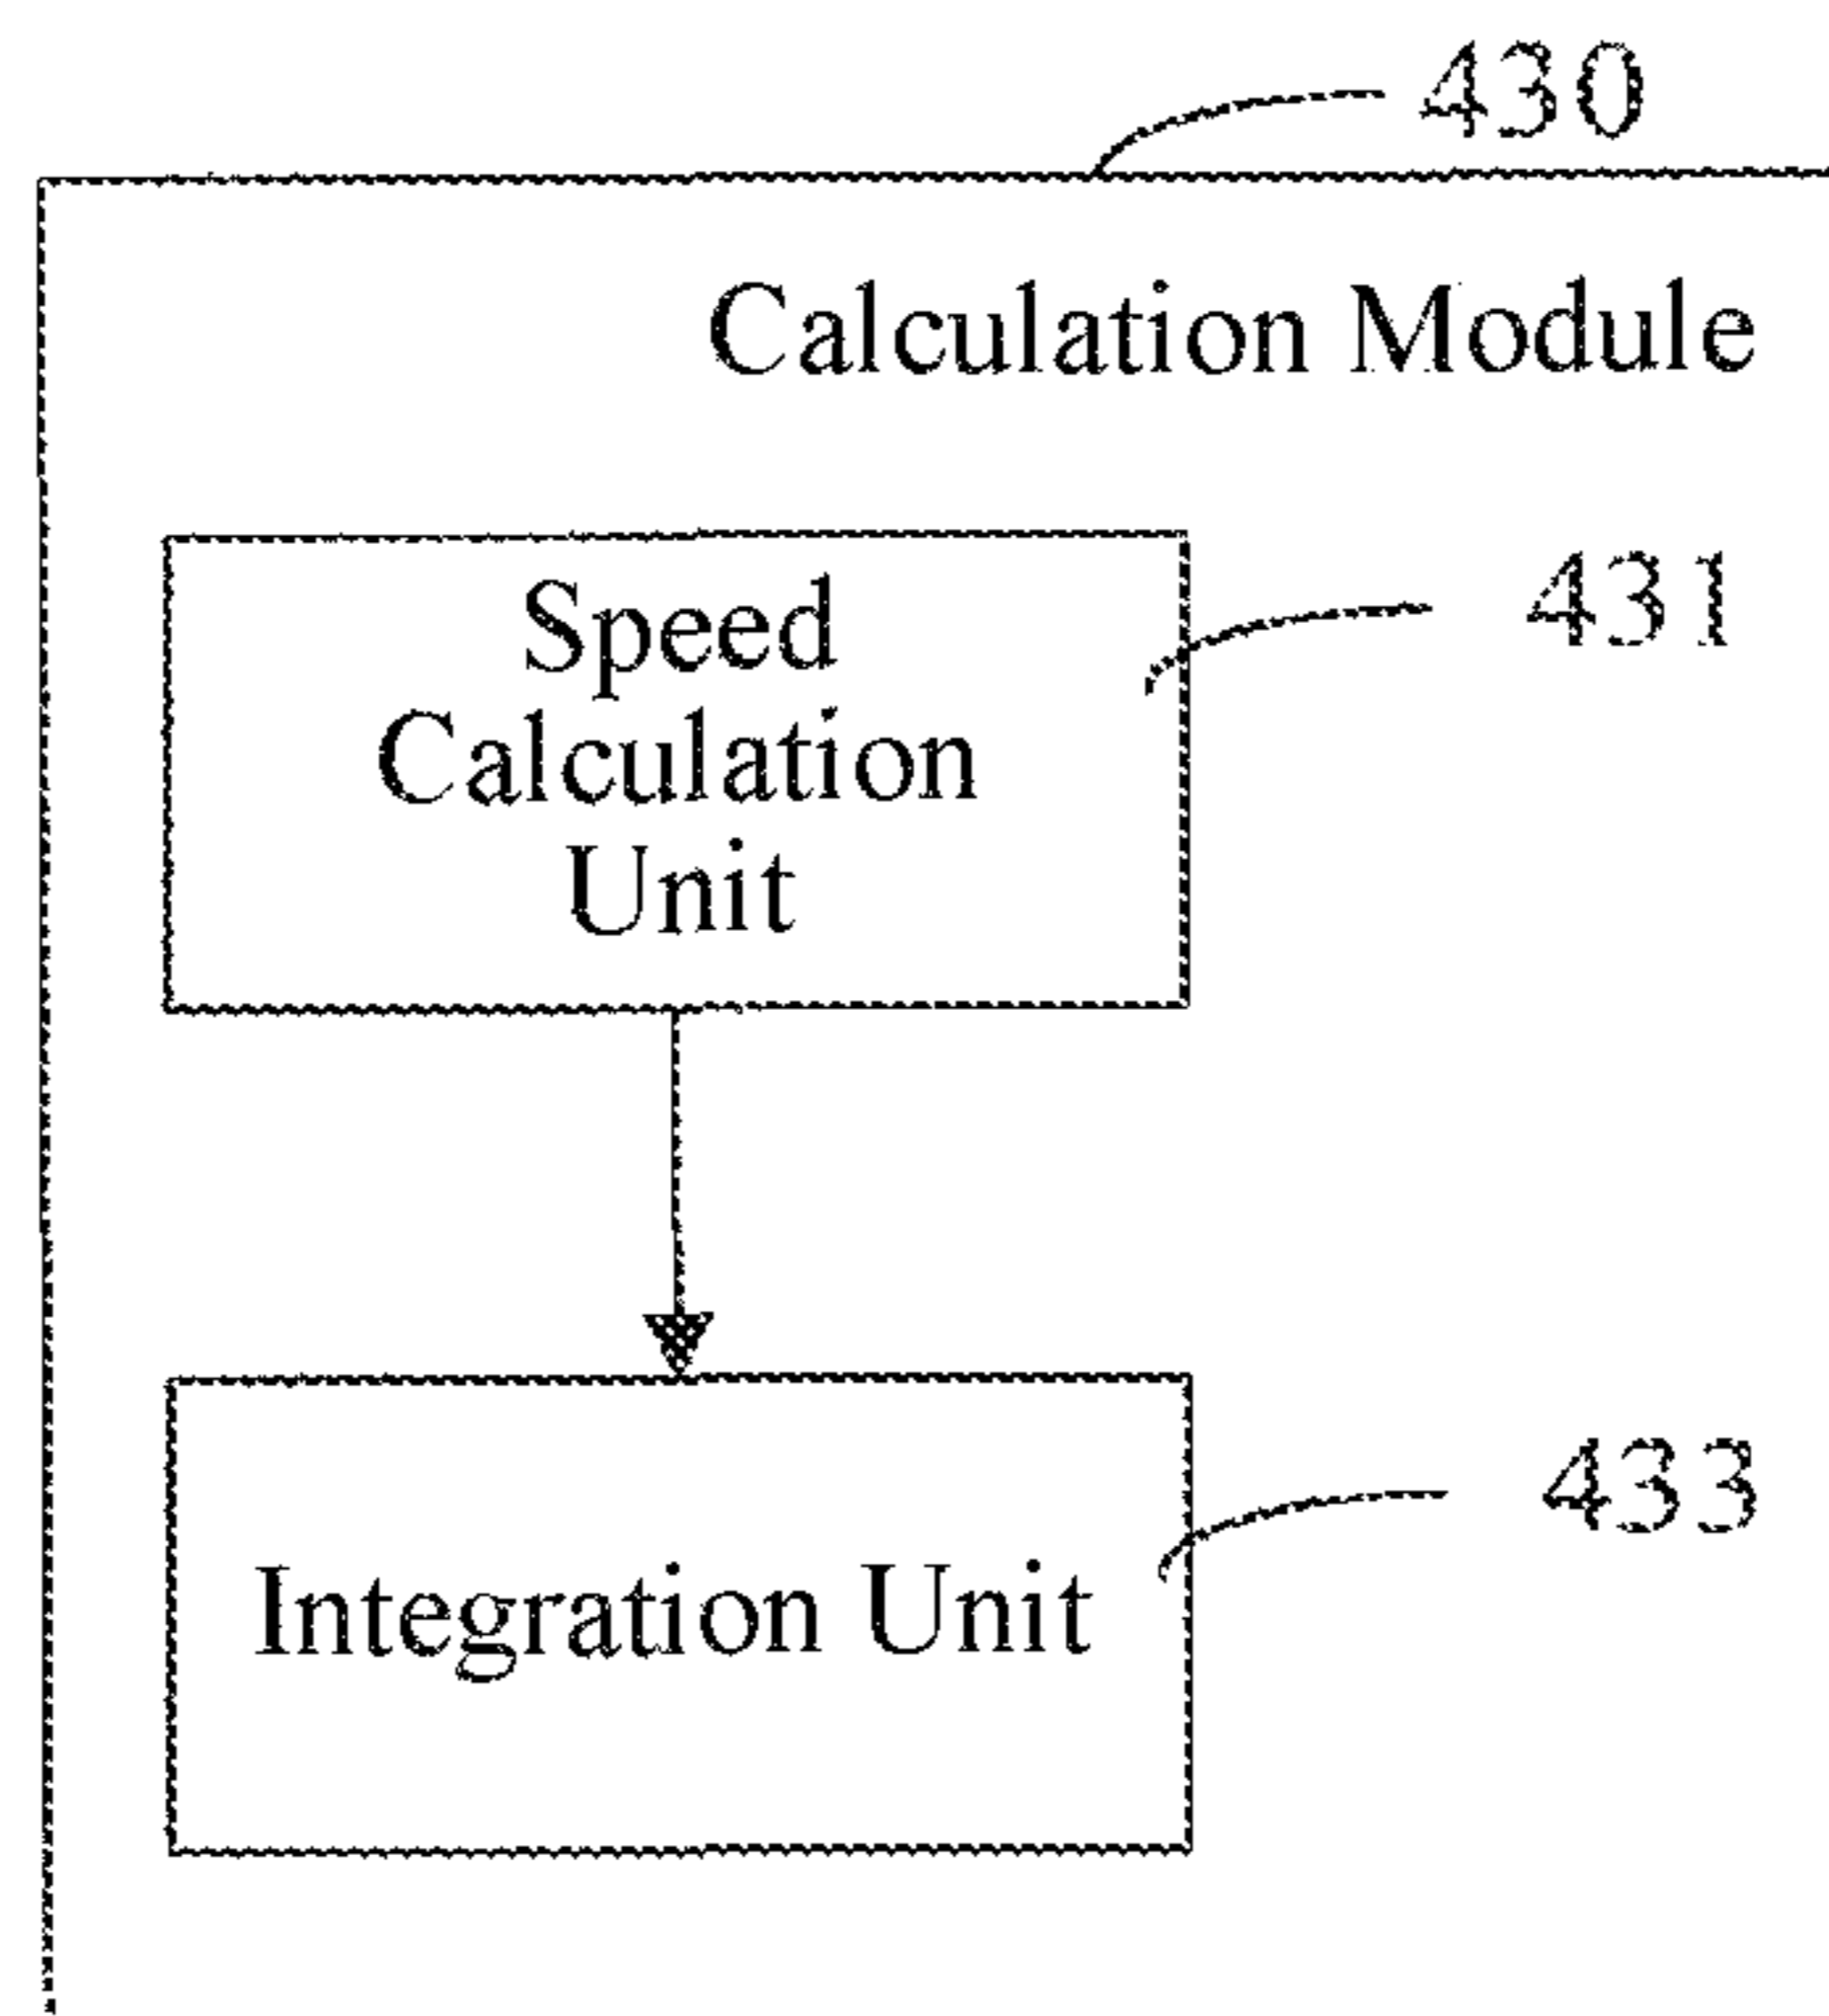 430
Calculation Module
Speed
Calculation
Unit
431
Integration Unit
433